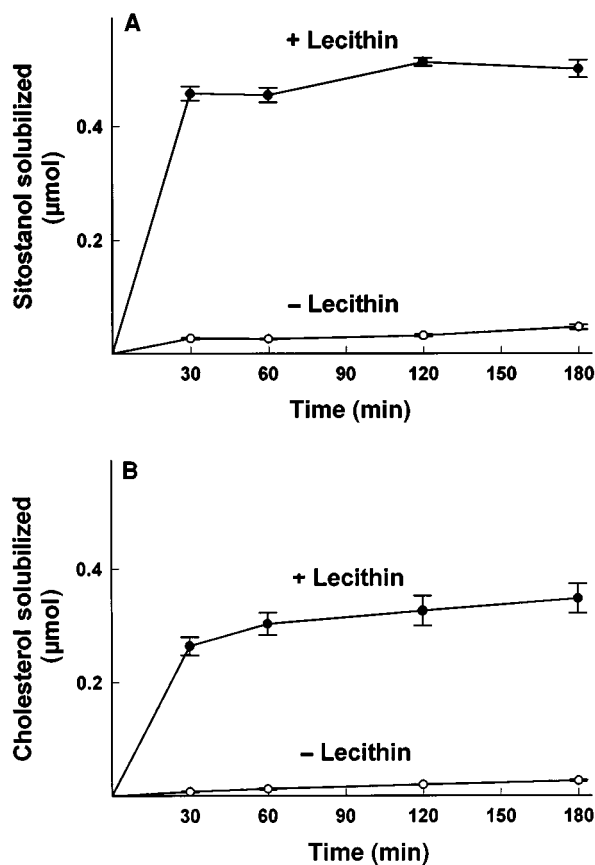 A
+ Lecithin
0.4
0.2
– Lecithin
30 60 90 120 150 180
Time (min)
Sitostanol solubilized
(μmol)
B
+ Lecithin
0.4
0.2
– Lecithin
30 60 90 120 150 180
Time (min)
Cholesterol solubilized
(μmol)